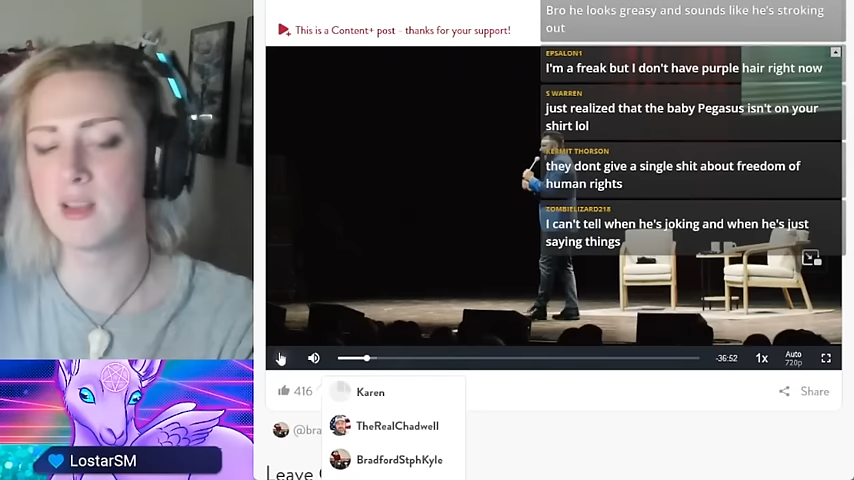 Bro he looks greasy and sounds like he's stroking
out
This is a Content+ post - thanks for your support!
EPSALON1
I'm a freak but I don't have purple hair right now
S WARREN
just realized that the baby Pegasus isn't on your
shirt lol
KERMIT THORSON
they dont give a single shit about freedom of
human rights
ZOMBIELIZARD218
I can't tell when he's joking and when he's just
saying things
-36:52
1x
Auto
720p
416
Karen
Share
TheRealChadwell
@bra
BradfordStphKyle
LostarSM
Leave